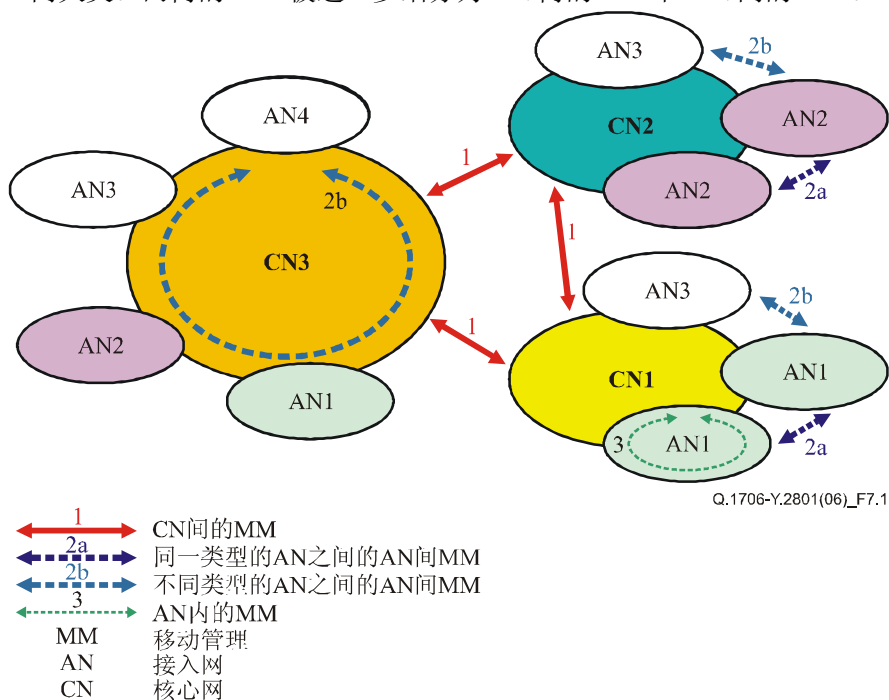 AN3
2b
AN2
CN2
AN2
2a
1
AN4
AN3
2b
CN3
AN2
AN1
1
1
AN3
2b
CN1
AN1
AN1
3
2a
Q.1706-Y.2801(06)_F7.1
1 CN间的MM
2a 同一类型的AN之间的AN间MM
2b 不同类型的AN之间的AN间MM
3 AN内的MM
MM 移动管理
AN 接入网
CN 核心网